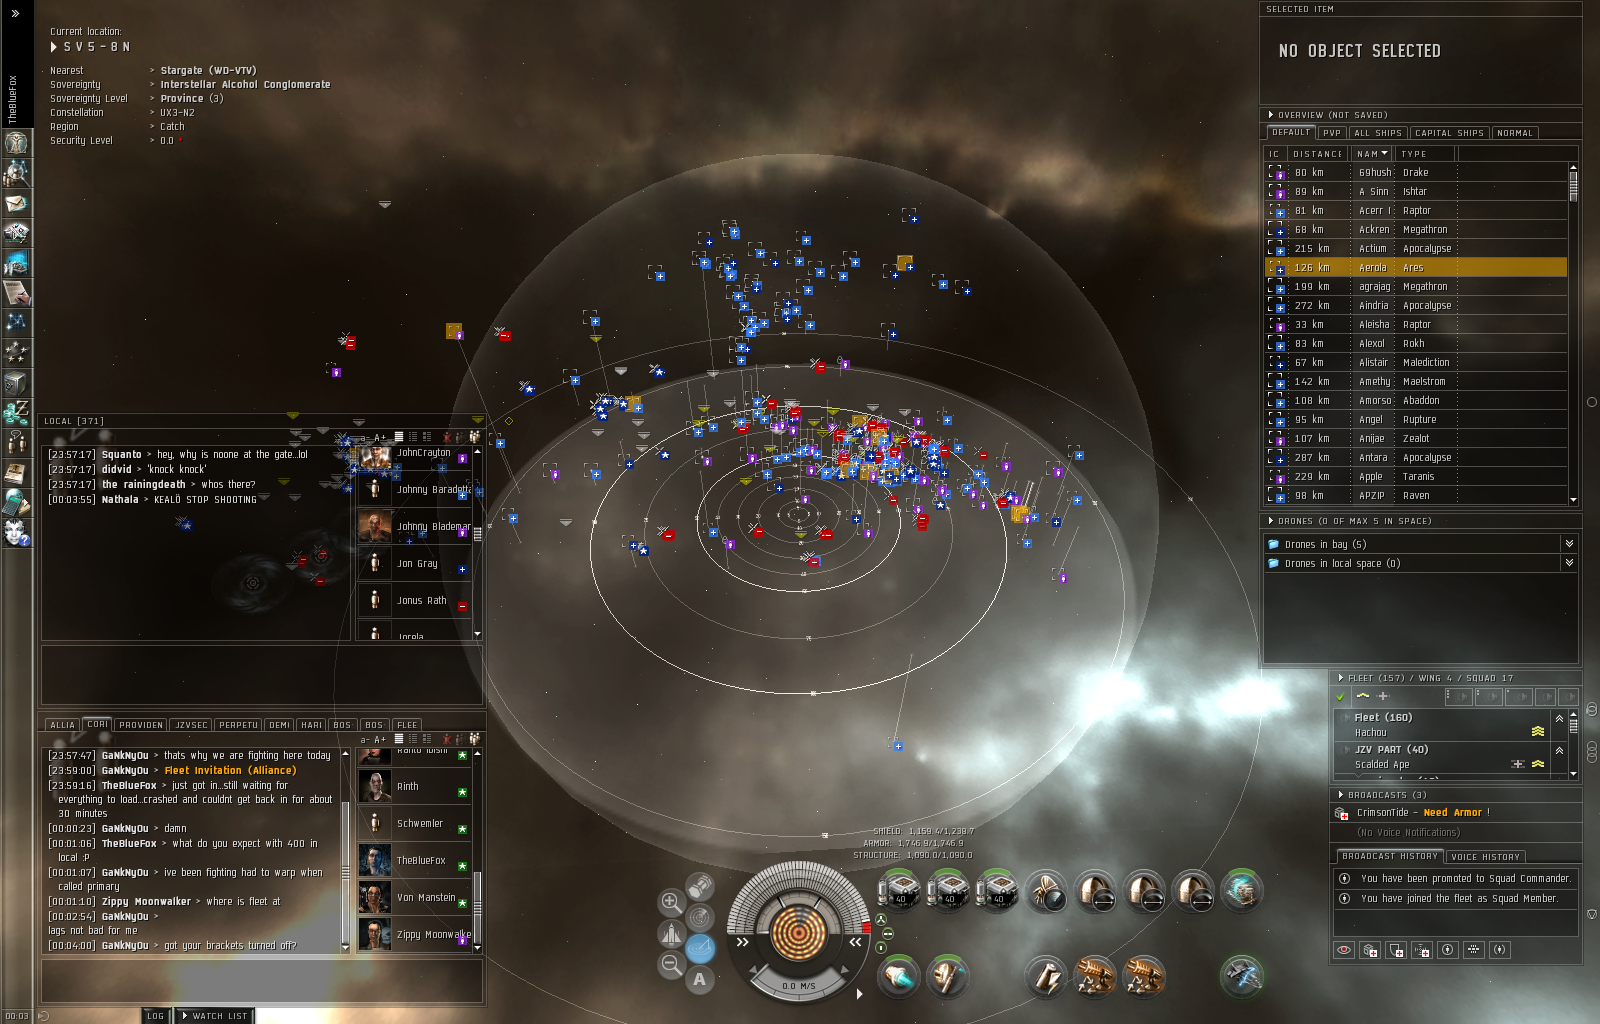 TheBlueFox
Current location:
SV5-8N
Nearest > Stargate (WD-VTV)
Sovereignty > Interstellar Alcohol Conglomerate
Sovereignty Level > Province (3)
Constellation > UX3-N2
Region > Catch
Security Level > 0.0
SELECTED ITEM
NO OBJECT SELECTED
OVERVIEW (NOT SAVED)
DEFAULT PVP ALL SHIPS CAPITAL SHIPS NORMAL
IC DISTANCE NAM TYPE
80 km 69hush Drake
89 km A Sinn Ishtar
81 km Acerr I Raptor
68 km Ackren Megathron
215 km Actium Apocalypse
126 km Aerola Ares
199 km agrajag Megathron
272 km Aindria Apocalypse
33 km Aleisha Raptor
83 km Alexol Rokh
67 km Alistair Malediction
142 km Amethy Maelstrom
108 km Amorso Abaddon
95 km Angel Rupture
107 km Anijae Zealot
287 km Antara Apocalypse
229 km Apple Taranis
98 km APZIP Raven
DRONES (0 OF MAX 5 IN SPACE)
Drones in bay (5)
Drones in local space (0)
FLEET (157) / WING 4 / SQUAD 17
Fleet (160)
Hachou
JZV PART (40)
Scalded Ape
BROADCASTS (3)
CrimsonTide - Need Armor !
(No Voice Notifications)
BROADCAST HISTORY VOICE HISTORY
You have been promoted to Squad Commander.
You have joined the fleet as Squad Member.
LOCAL [371]
a- A+
[23:57:17] Squanto > hey, why is noone at the gate..lol
[23:57:17] didvid > 'knock knock'
[23:57:17] the rainingdeath > whos there?
[00:03:55] Nathala > KEALÖ STOP SHOOTING
JohnCrayton
Johnny Baradott
Johnny Blademar
Jon Gray
Jonus Rath
Jorela
ALLIA CORI PROVIDEN JZVSEC PERPETU DEMI HARI BOS BOS FLEE
a- A+
[23:57:47] GaNkNyOu > thats why we are fighting here today
[23:59:00] GaNkNyOu > Fleet Invitation (Alliance)
[23:59:16] TheBlueFox > just got in...still waiting for
everything to load...crashed and couldnt get back in for about
30 minutes
[00:00:23] GaNkNyOu > damn
[00:01:06] TheBlueFox > what do you expect with 400 in
local :P
[00:01:07] GaNkNyOu > ive been fighting had to warp when
called primary
[00:01:10] Zippy Moonwalker > where is fleet at
[00:02:54] GaNkNyOu >
lags not bad for me
[00:04:00] GaNkNyOu > got your brackets turned off?
Rinth
Schwemler
TheBlueFox
Von Manstein
Zippy Moonwalke
SHIELD: 1,159.4/1,238.7
ARMOR: 1,746.9/1,746.9
STRUCTURE: 1,090.0/1,090.0
40 40 40
A
0.0 M/S
00:03
LOG
WATCH LIST